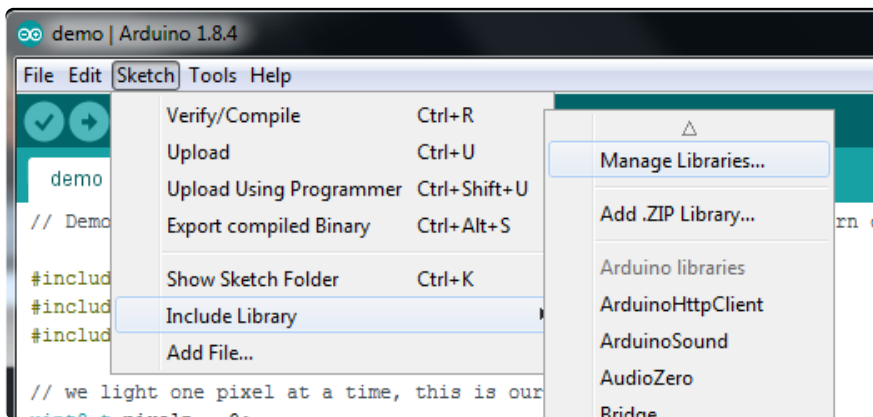 demo | Arduino 1.8.4
File Edit Sketch Tools Help
Verify/Compile Ctrl+R
Upload Ctrl+U
Upload Using Programmer Ctrl+Shift+U
Export compiled Binary Ctrl+Alt+S
Show Sketch Folder Ctrl+K
Include Library
Add File...
Manage Libraries...
Add .ZIP Library...
Arduino libraries
ArduinoHttpClient
ArduinoSound
AudioZero
Bridge
demo
// Demo
rn
#includ
#includ
#includ
// we light one pixel at a time, this is our